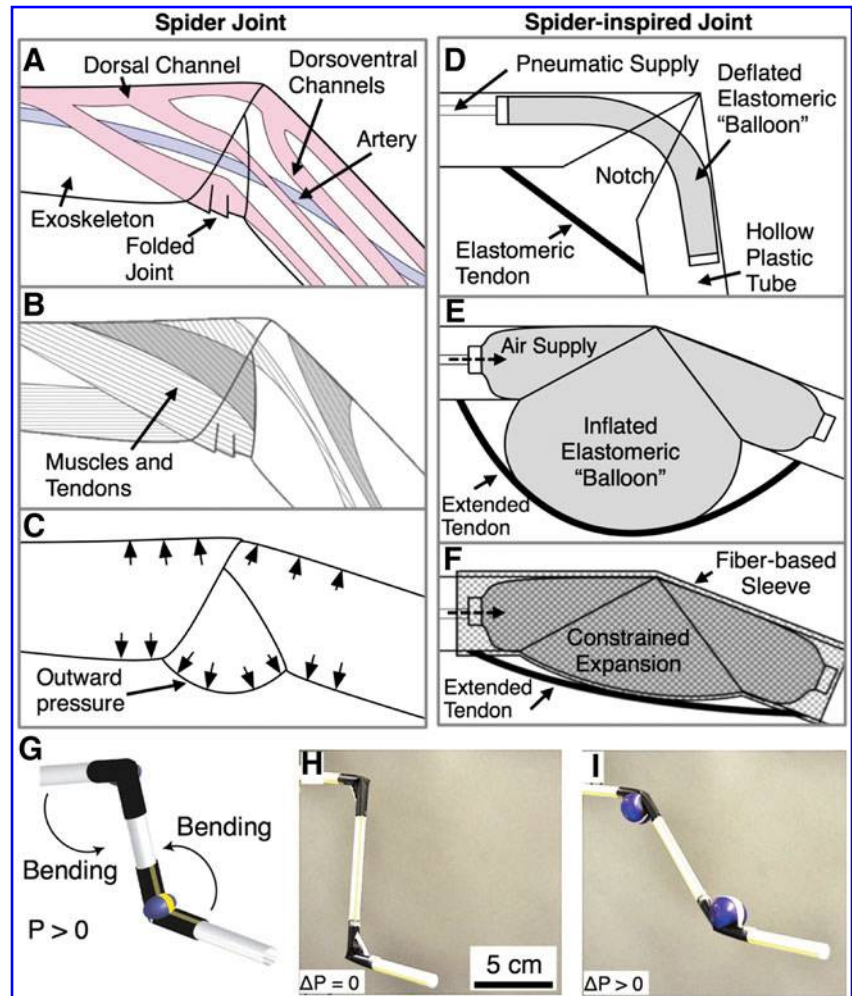 Spider Joint
Spider-inspired Joint
A
Dorsal Channel
Dorsoventral
Channels
Artery
Exoskeleton
Folded
Joint
B
Muscles and
Tendons
C
Outward
pressure
D
Pneumatic Supply
Deflated
Elastomeric
“Balloon”
Notch
Elastomeric
Tendon
Hollow
Plastic
Tube
E
Air Supply
Inflated
Elastomeric
“Balloon”
Extended
Tendon
F
Fiber-based
Sleeve
Constrained
Expansion
Extended
Tendon
G
Bending
Bending
P > 0
H
ΔP = 0
5 cm
I
ΔP > 0